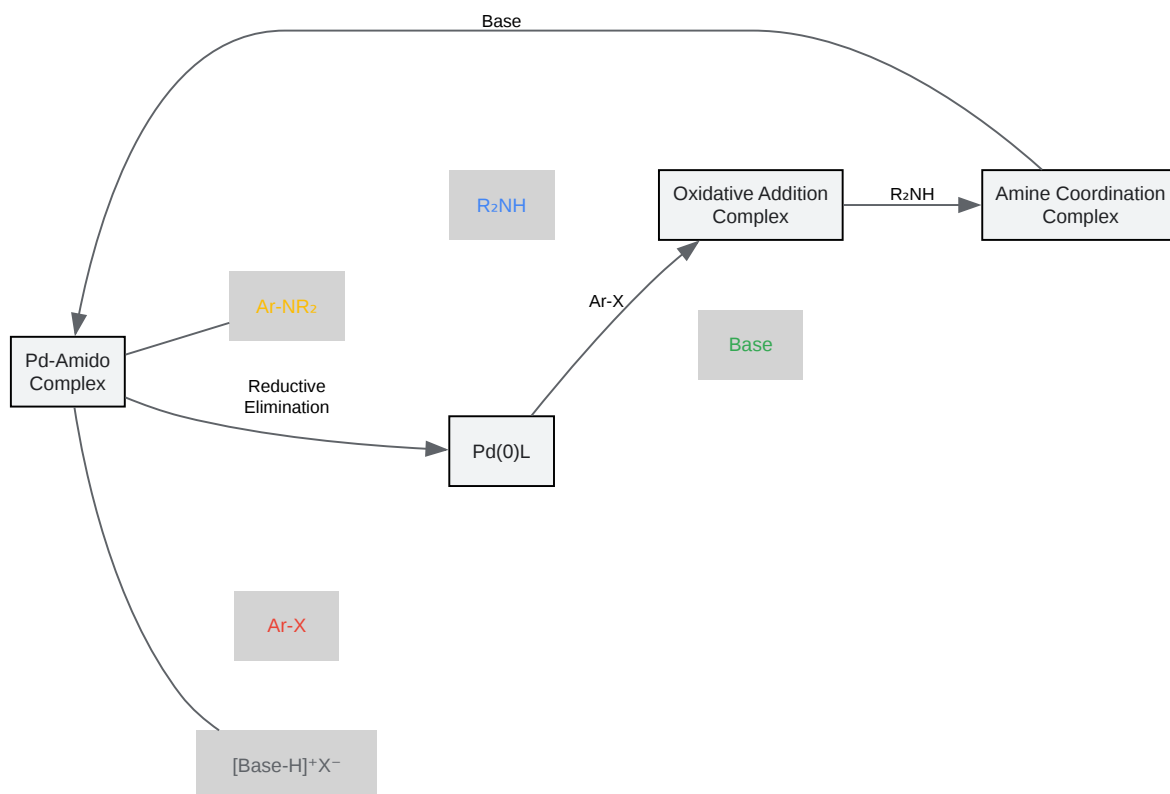 Base
R₂NH
Oxidative Addition
Complex
R₂NH
Amine Coordination
Complex
Ar-NR₂
Ar-X
Base
Pd-Amido
Complex
Reductive
Elimination
Pd(0)L
Ar-X
[Base-H]⁺X⁻